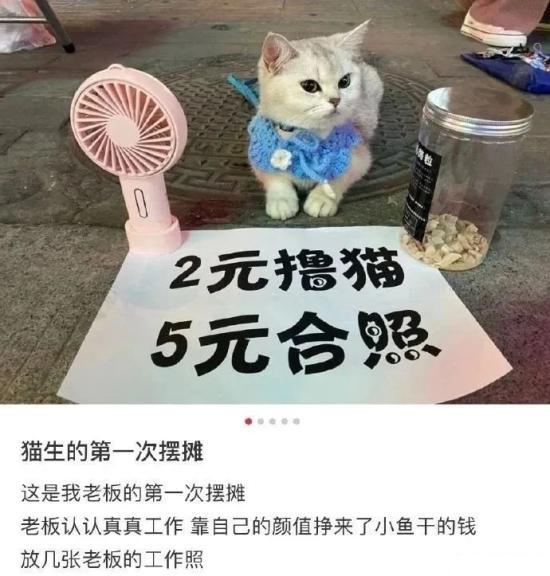 2元撸猫
5元合照
猫生的第一次摆摊
这是我老板的第一次摆摊
老板认认真真工作 靠自己的颜值挣来了小鱼干的钱
放几张老板的工作照